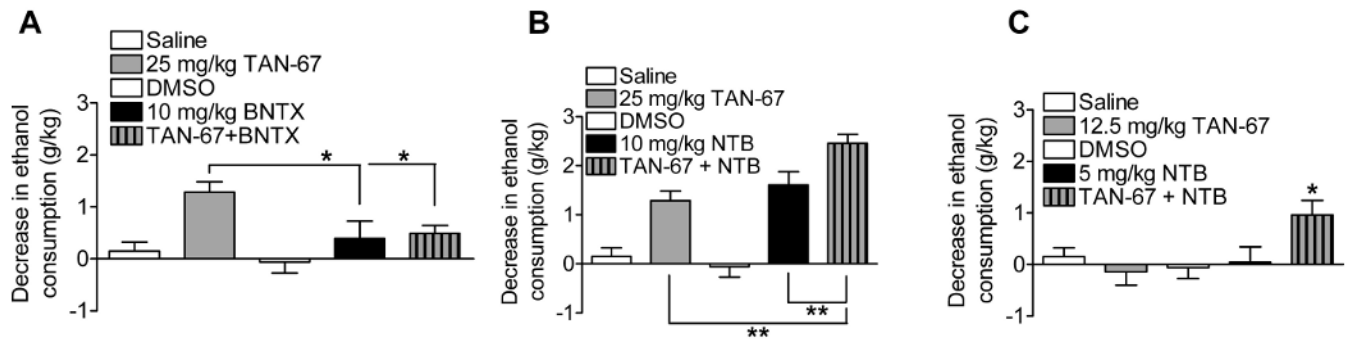 A
Saline
25 mg/kg TAN-67
DMSO
10 mg/kg BNTX
TAN-67+BNTX
Decrease in ethanol
consumption (g/kg)
3
2
1
0
-1
*
*
B
Saline
25 mg/kg TAN-67
DMSO
10 mg/kg NTB
TAN-67 + NTB
Decrease in ethanol
consumption (g/kg)
3
2
1
0
-1
**
**
C
Saline
12.5 mg/kg TAN-67
DMSO
5 mg/kg NTB
TAN-67 + NTB
Decrease in ethanol
consumption (g/kg)
3
2
1
0
-1
*